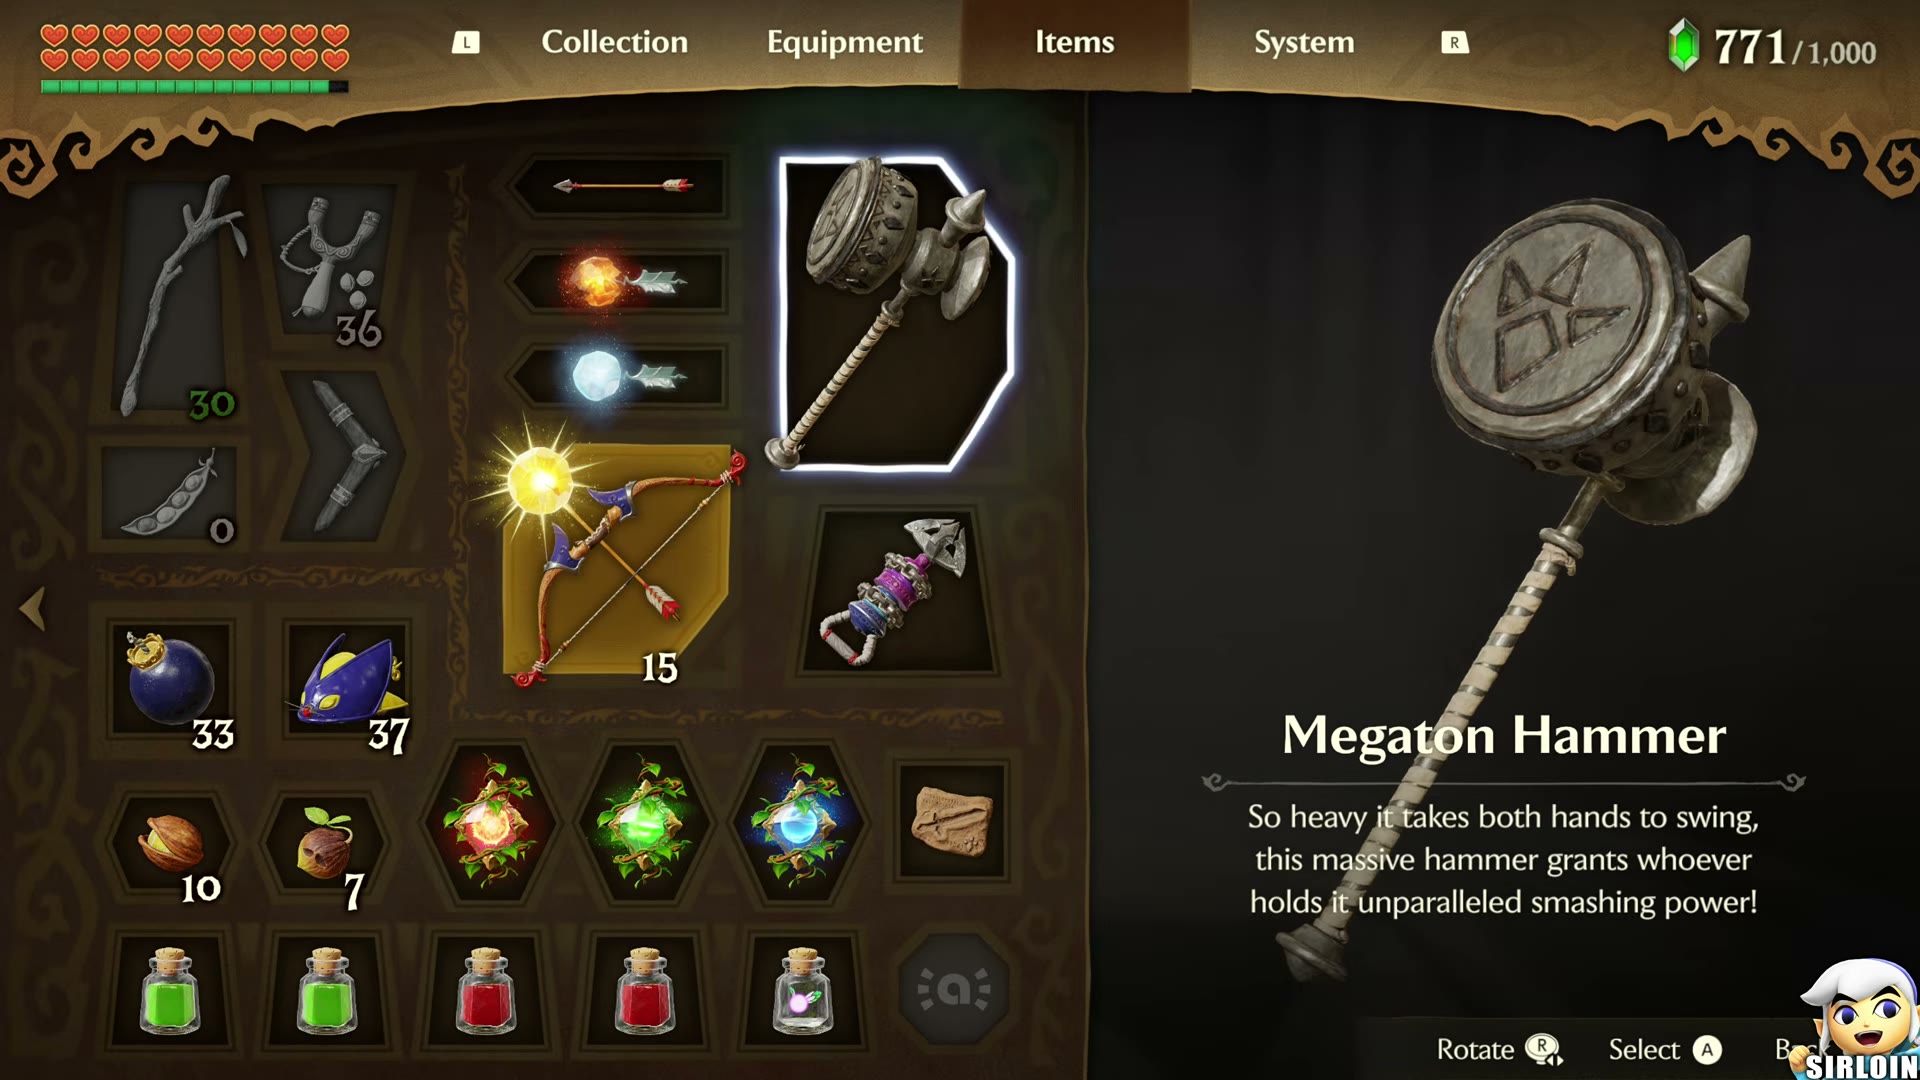 L Collection Equipment Items System R 771/1,000
36
30
0
15
33 37
10 7
a
Megaton Hammer
So heavy it takes both hands to swing,
this massive hammer grants whoever
holds it unparalleled smashing power!
Rotate R Select A
SIRLOIN